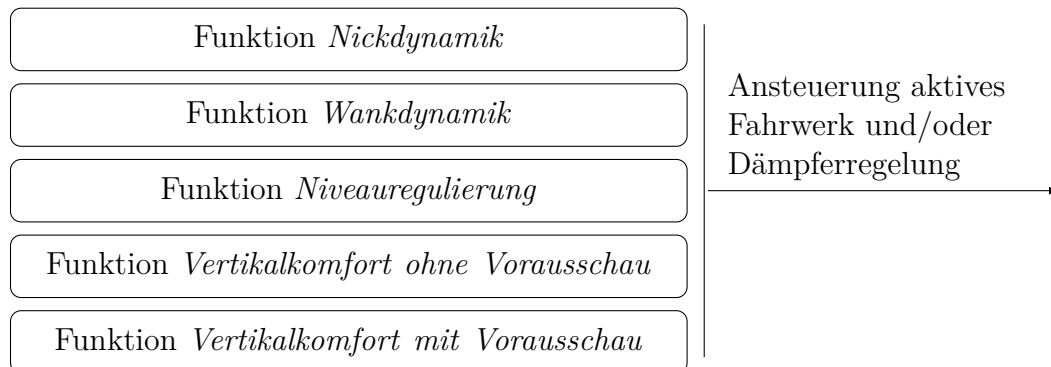 Funktion Nickdynamik
Funktion Wankdynamik
Funktion Niveauregulierung
Funktion Vertikalkomfort ohne Vorausschau
Funktion Vertikalkomfort mit Vorausschau
Ansteuerung aktives
Fahrwerk und/oder
Dämpferregelung